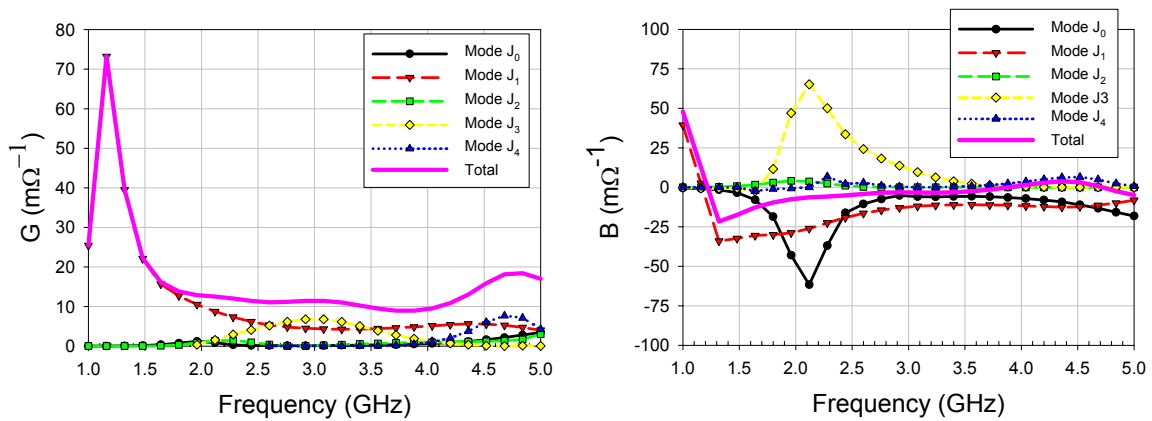 80
70
60
50
40
30
20
10
0
G (mΩ⁻¹)
1.0 1.5 2.0 2.5 3.0 3.5 4.0 4.5 5.0
Frequency (GHz)
Mode J₀
Mode J₁
Mode J₂
Mode J₃
Mode J₄
Total
100
75
50
25
0
-25
-50
-75
-100
B (mΩ⁻¹)
1.0 1.5 2.0 2.5 3.0 3.5 4.0 4.5 5.0
Frequency (GHz)
Mode J₀
Mode J₁
Mode J₂
Mode J3
Mode J₄
Total